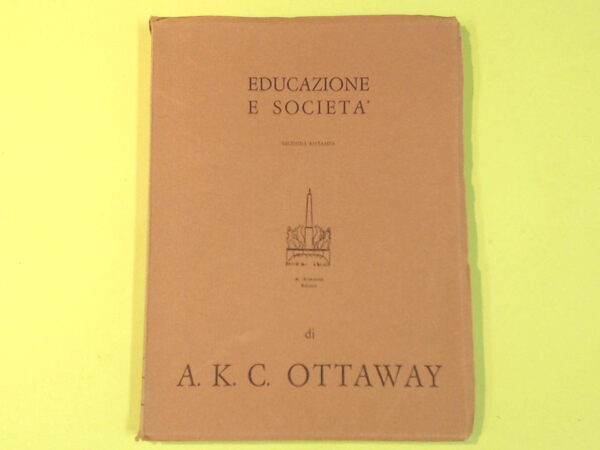 EDUCAZIONE
E SOCIETA'
SECONDA RISTAMPA
di
A. K. C. OTTAWAY